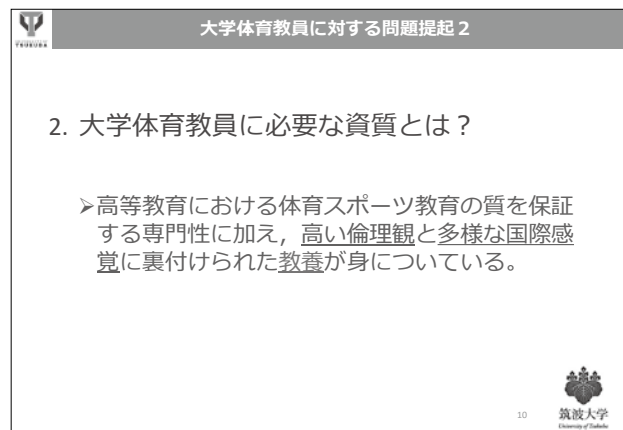 大学体育教員に対する問題提起２
TSUKUBA
2. 大学体育教員に必要な資質とは？
➢高等教育における体育スポーツ教育の質を保証
する専門性に加え，高い倫理観と多様な国際感
覚に裏付けられた教養が身についている。
10
筑波大学
University of Tsukuba